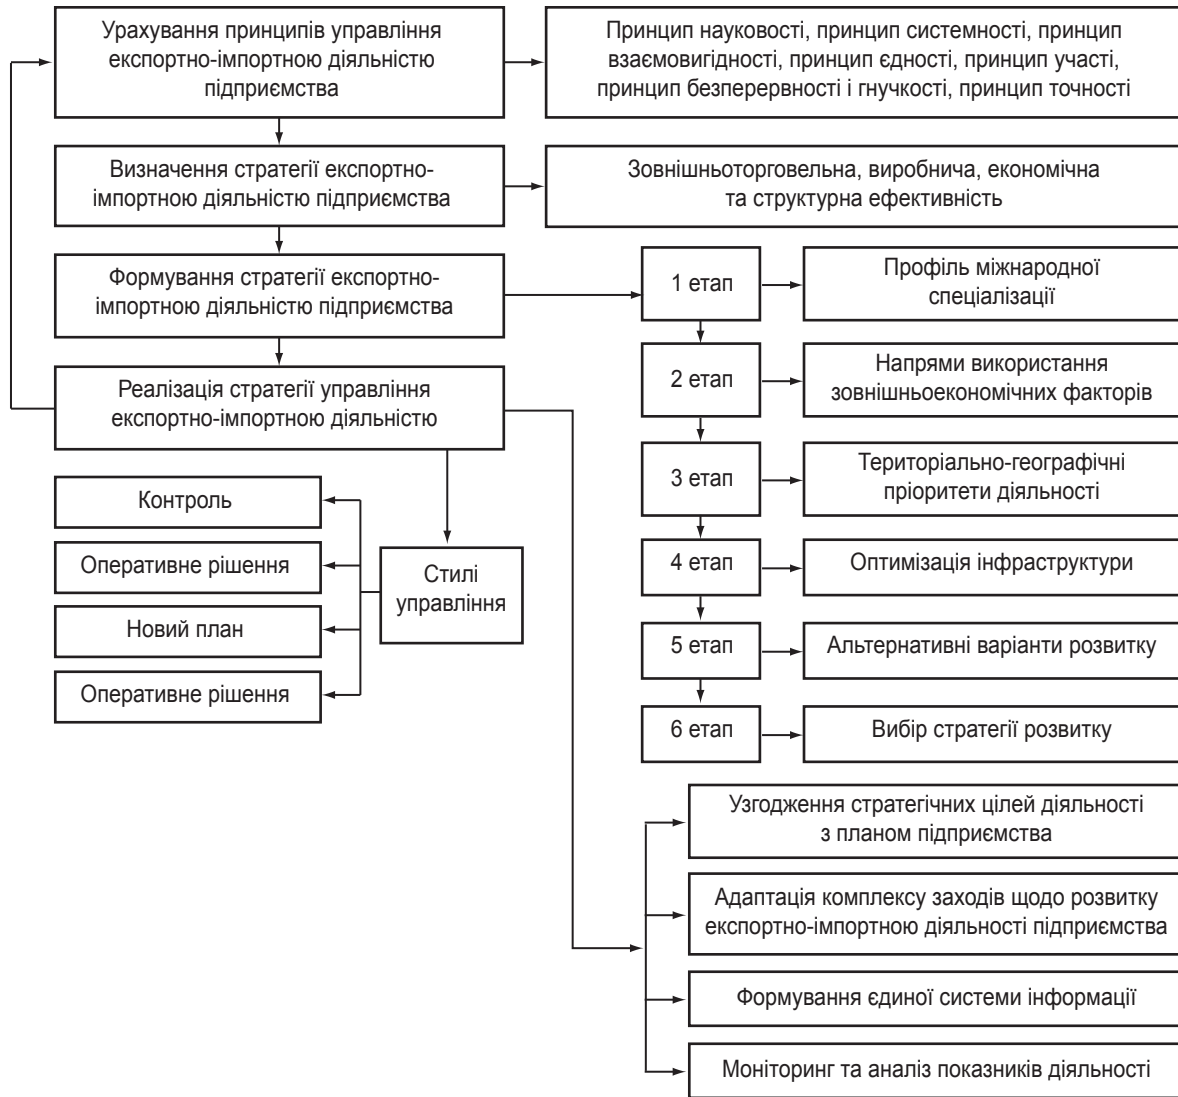 Урахування принципів управління
експортно-імпортною діяльністю
підприємства
Принцип науковості, принцип системності, принцип
взаємовигідності, принцип єдності, принцип участі,
принцип безперервності і гнучкості, принцип точності
Визначення стратегії експортно-
імпортною діяльністю підприємства
Зовнішньоторговельна, виробнича, економічна
та структурна ефективність
Формування стратегії експортно-
імпортною діяльністю підприємства
1 етап
Профіль міжнародної
спеціалізації
2 етап
Напрями використання
зовнішньоекономічних факторів
Реалізація стратегії управління
експортно-імпортною діяльністю
3 етап
Територіально-географічні
пріоритети діяльності
Контроль
Оперативне рішення
Новий план
Оперативне рішення
Стилі
управління
4 етап
Оптимізація інфраструктури
5 етап
Альтернативні варіанти розвитку
6 етап
Вибір стратегії розвитку
Узгодження стратегічних цілей діяльності
з планом підприємства
Адаптація комплексу заходів щодо розвитку
експортно-імпортною діяльності підприємства
Формування єдиної системи інформації
Моніторинг та аналіз показників діяльності